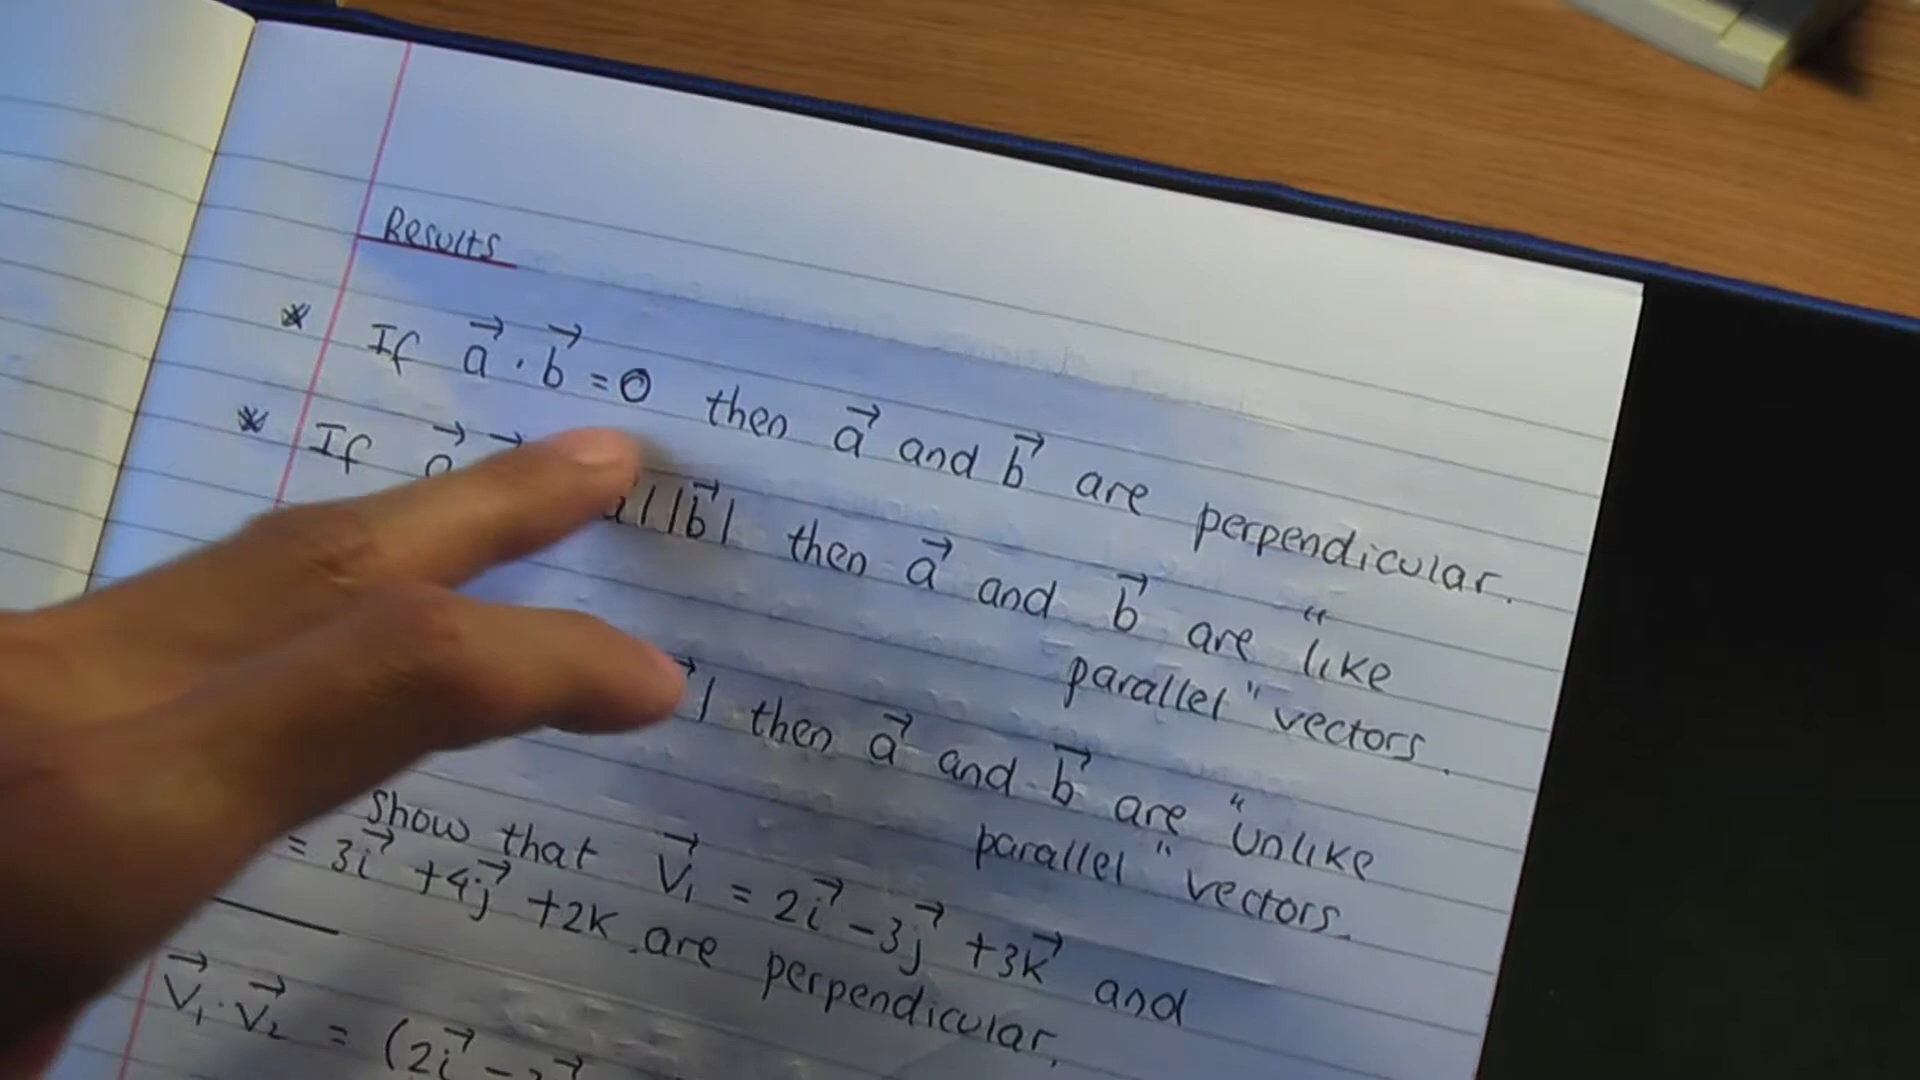 Results
* If a⃗ · b⃗ = 0 then a⃗ and b⃗ are perpendicular.
* If a⃗ a||b⃗| then a⃗ and b⃗ are "like
parallel" vectors.
| then a⃗ and b⃗ are "unlike
parallel" vectors.
Show that V⃗₁ = 2i⃗ - 3j⃗ + 3k⃗ and
= 3i⃗ + 4j⃗ + 2k are perpendicular.
V⃗₁ · V⃗₂ = (2i⃗ -